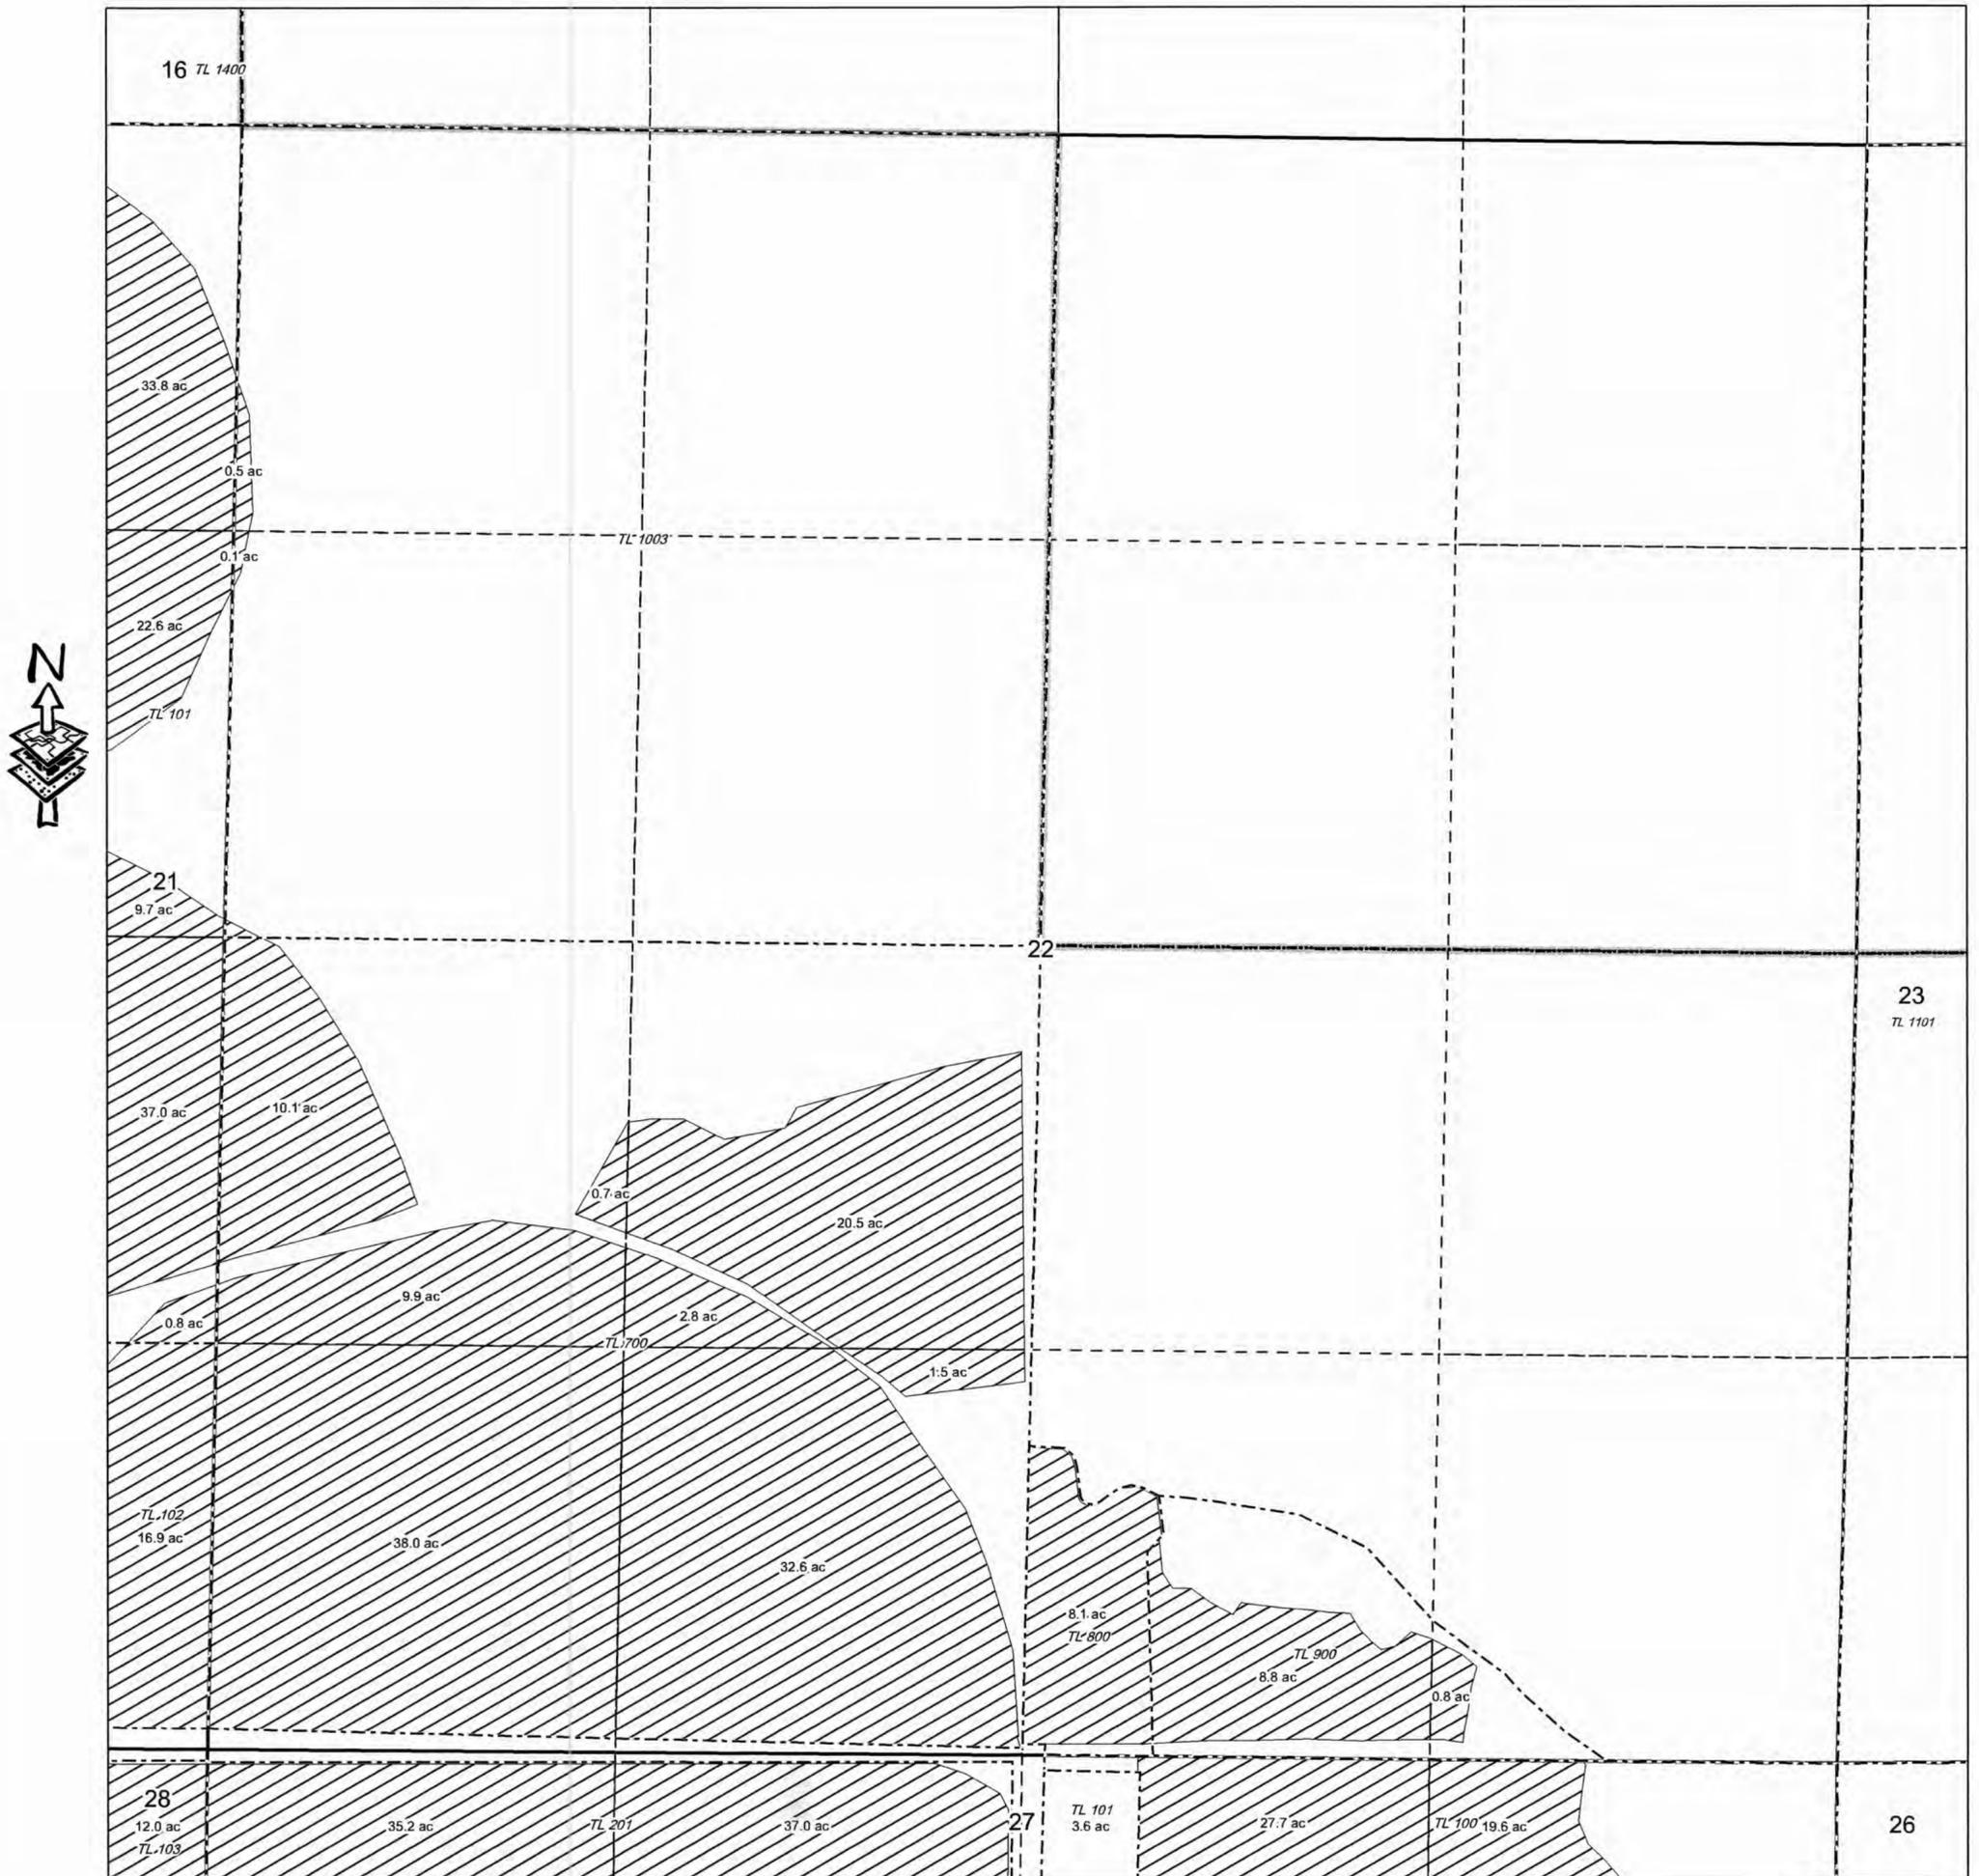 16 TL 1400
33.8 ac
0.5 ac
TL 1003
0.1 ac
22.6 ac
N
TL 101
21
9.7 ac
22
23
TL 1101
37.0 ac
10.1 ac
0.7 ac
20.5 ac
9.9 ac
2.8 ac
0.8 ac
TL 700
1.5 ac
TL 102
16.9 ac
38.0 ac
32.6 ac
8.1 ac
TL 800
TL 900
8.8 ac
0.8 ac
28
12.0 ac
TL 103
35.2 ac
TL 201
37.0 ac
27
TL 101
3.6 ac
27.7 ac
TL 100 19.6 ac
26